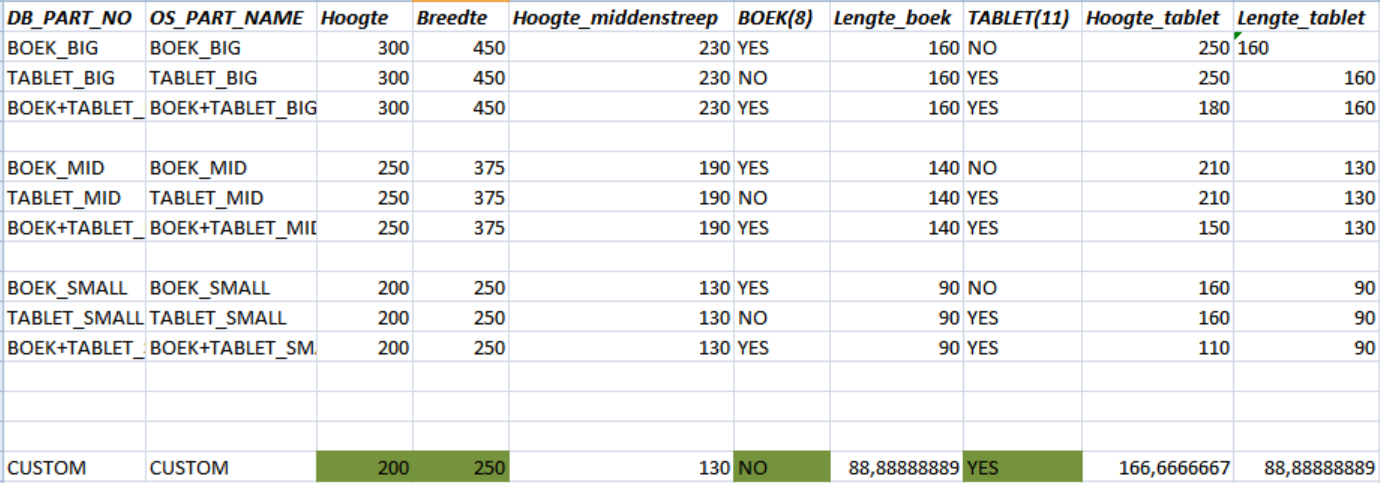 DB_PART_NO OS_PART_NAME Hoogte Breedte Hoogte_middenstreep BOEK(8) Lengte_boek TABLET(11) Hoogte_tablet Lengte_tablet
BOEK_BIG BOEK_BIG 300 450 230 YES 160 NO 250 160
TABLET_BIG TABLET_BIG 300 450 230 NO 160 YES 250 160
BOEK+TABLET_ BOEK+TABLET_BIG 300 450 230 YES 160 YES 180 160
BOEK_MID BOEK_MID 250 375 190 YES 140 NO 210 130
TABLET_MID TABLET_MID 250 375 190 NO 140 YES 210 130
BOEK+TABLET_ BOEK+TABLET_MID 250 375 190 YES 140 YES 150 130
BOEK_SMALL BOEK_SMALL 200 250 130 YES 90 NO 160 90
TABLET_SMALL TABLET_SMALL 200 250 130 NO 90 YES 160 90
BOEK+TABLET_ BOEK+TABLET_SM 200 250 130 YES 90 YES 110 90
CUSTOM CUSTOM 200 250 130 NO 88,88888889 YES 166,6666667 88,88888889